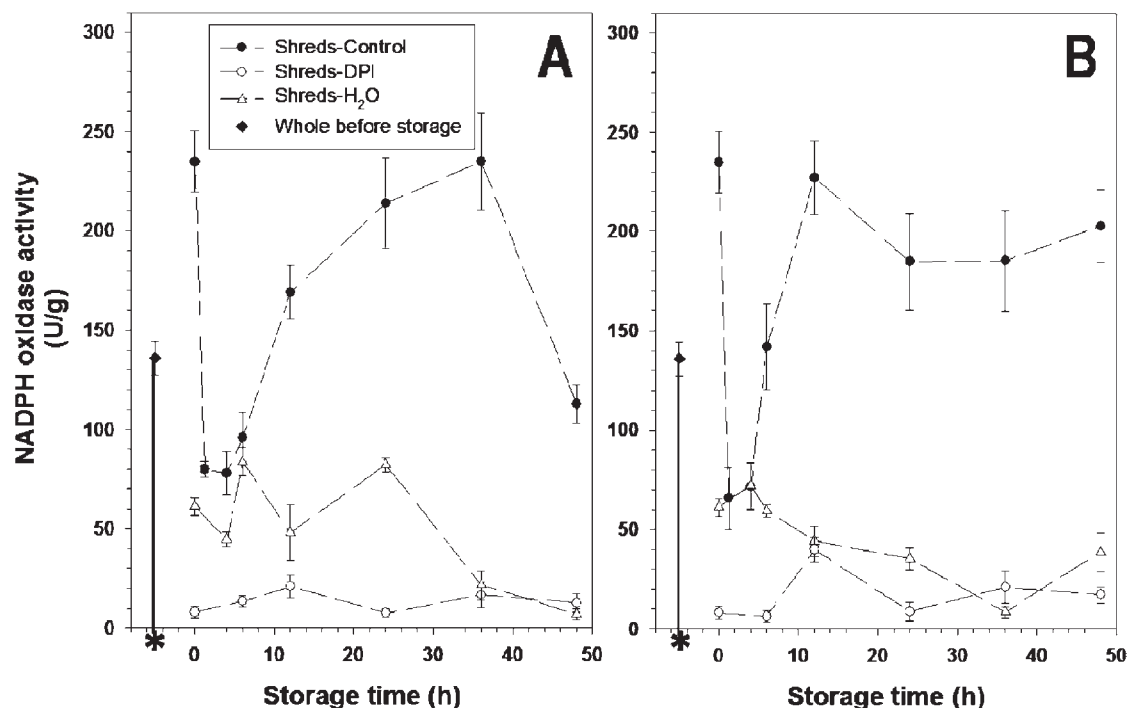 NADPH oxidase activity
(U/g)
300
250
200
150
100
50
0
Shreds-Control
Shreds-DPI
Shreds-H₂O
Whole before storage
A
*
0
10
20
30
40
50
Storage time (h)
300
250
200
150
100
50
0
B
*
0
10
20
30
40
50
Storage time (h)